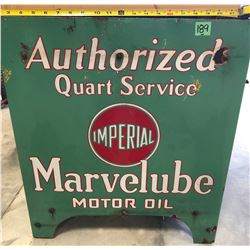 189
Authorized
Quart Service
IMPERIAL
Marvelube
MOTOR OIL